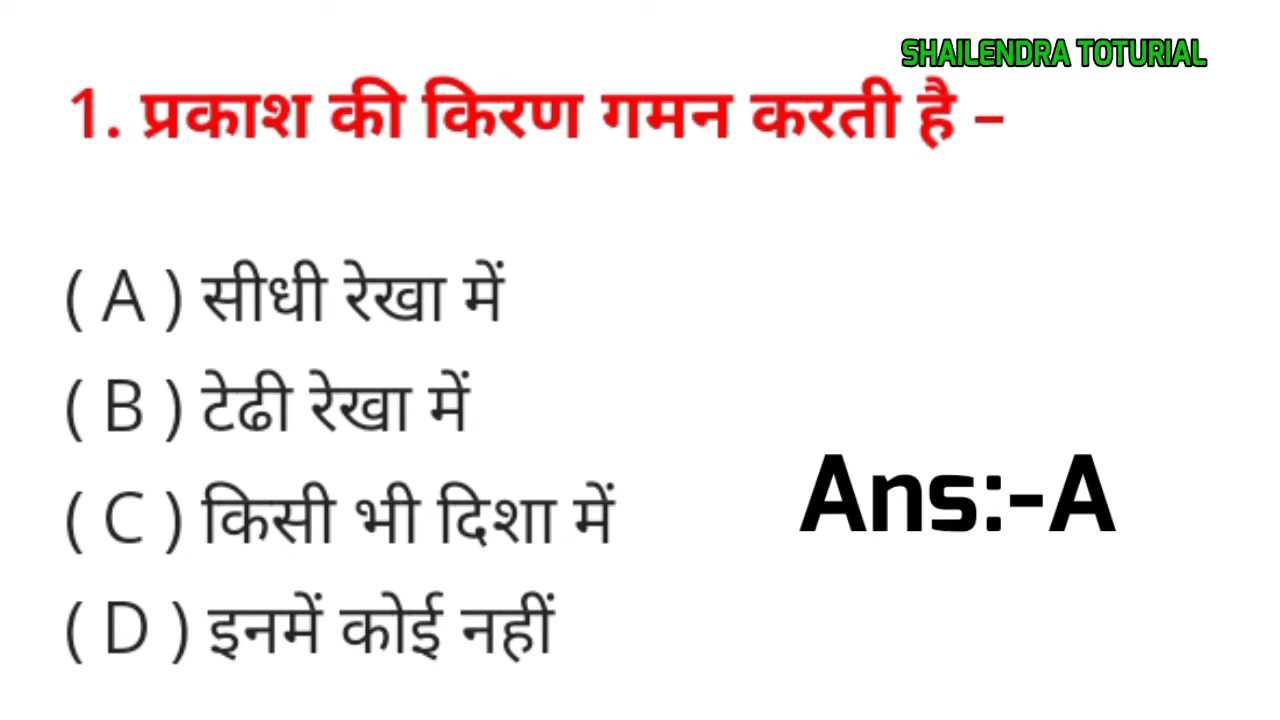 SHAILENDRA TOTURIAL
1. प्रकाश की किरण गमन करती है –
( A ) सीधी रेखा में
( B ) टेढी रेखा में
( C ) किसी भी दिशा में
( D ) इनमें कोई नहीं
Ans:-A